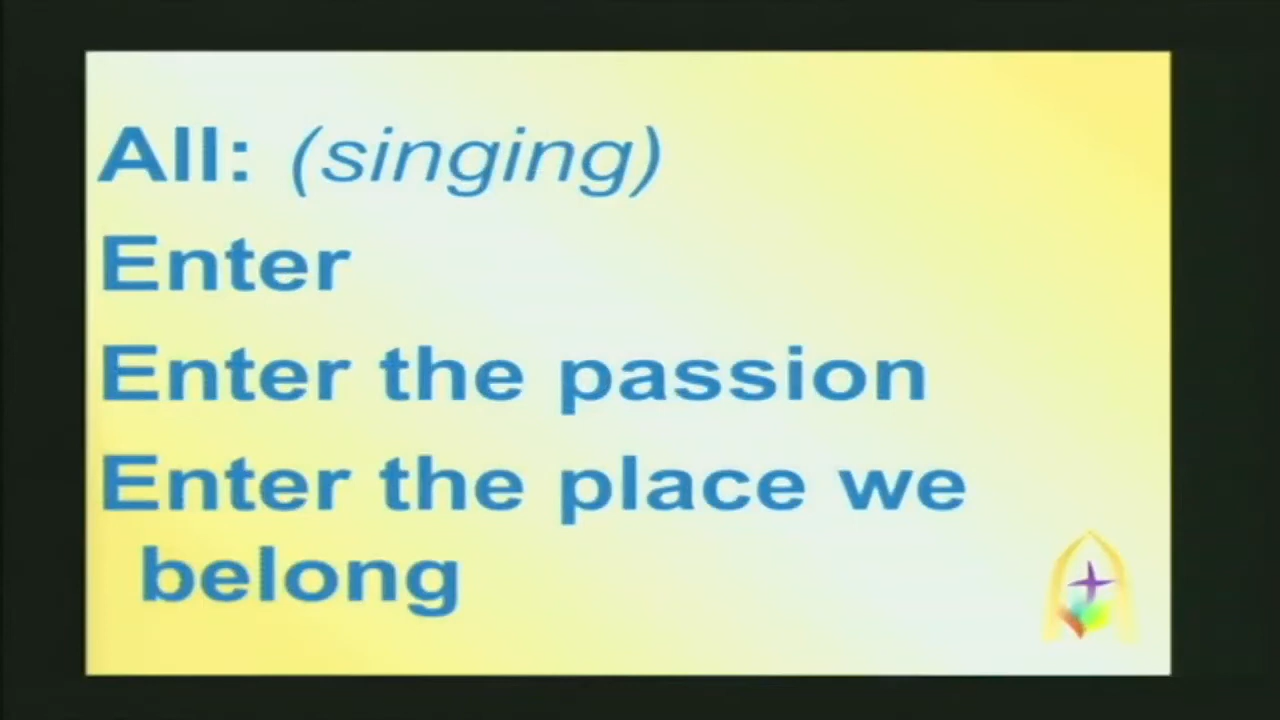 All: (singing)
Enter
Enter the passion
Enter the place we
belong